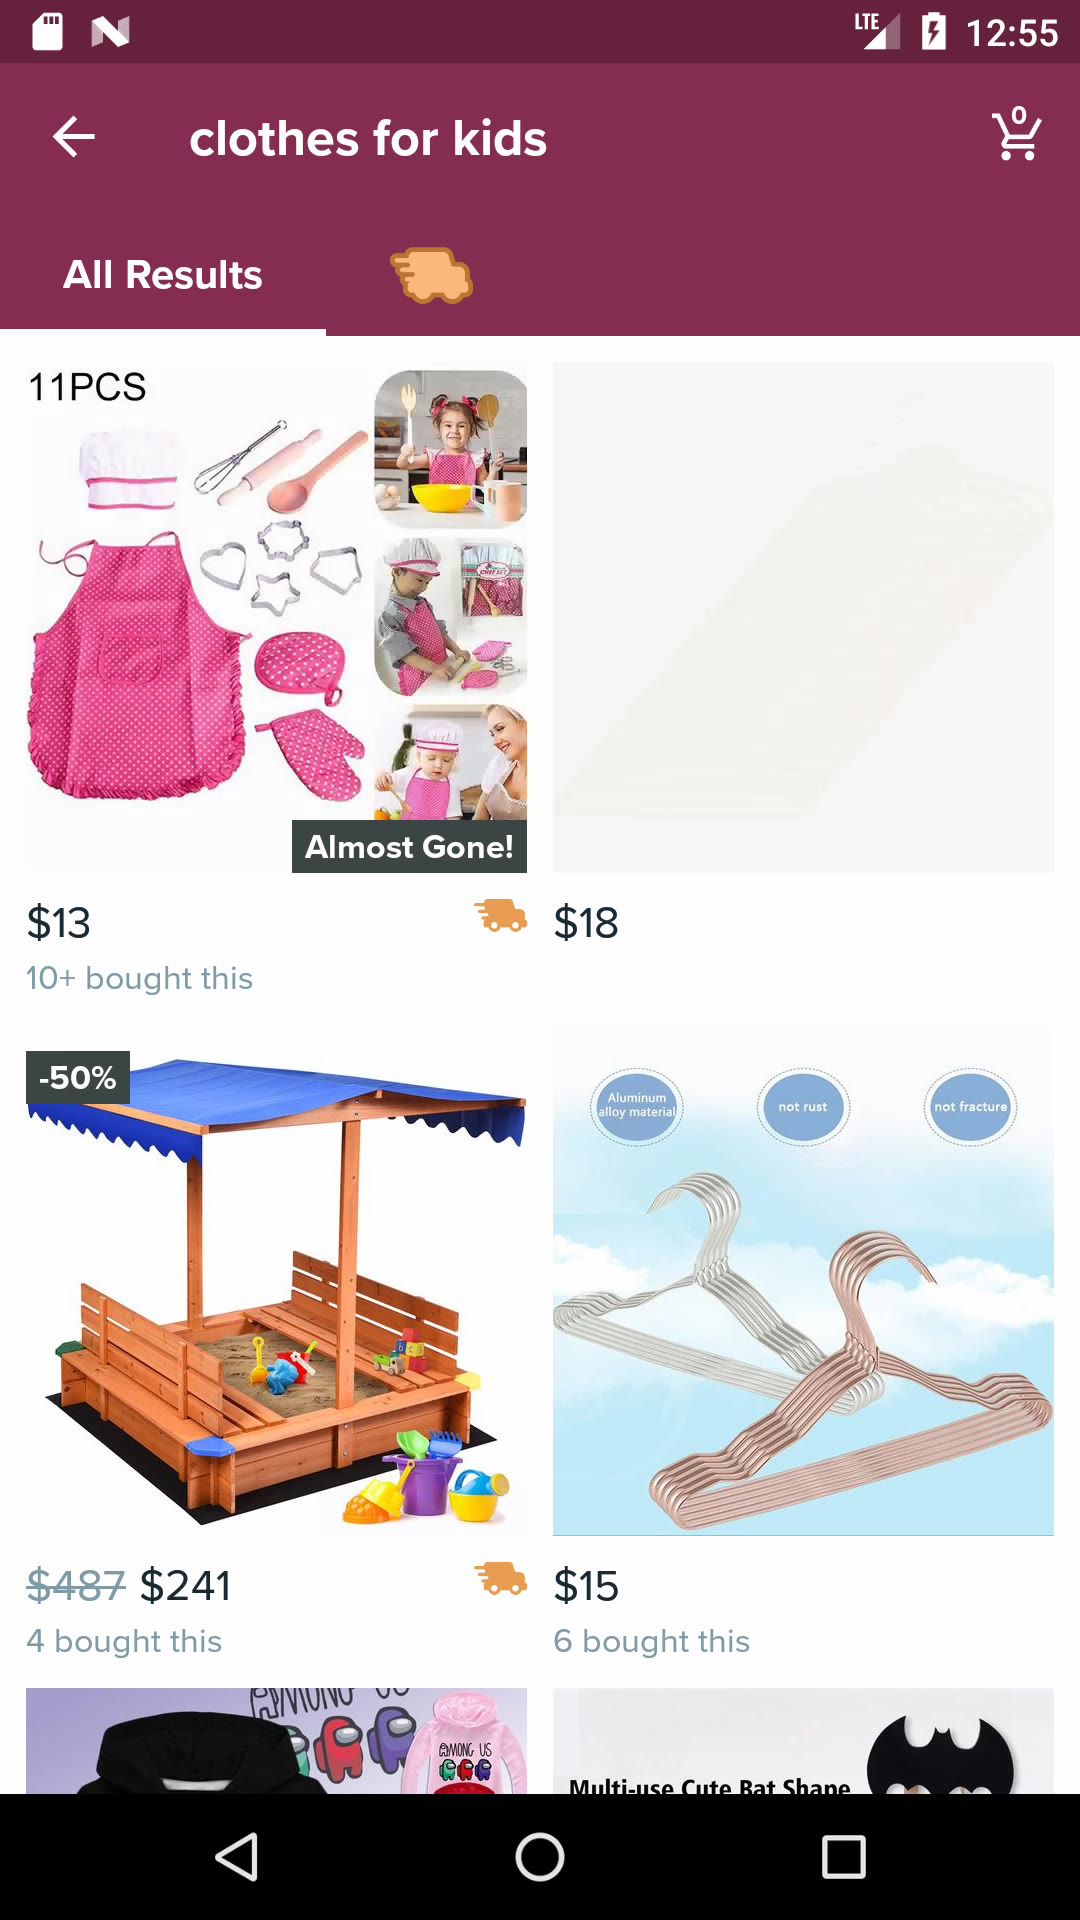 LTE 12:55
clothes for kids
0
All Results
11PCS
CHEF SET
Almost Gone!
$13
10+ bought this
$18
-50%
Aluminum
alloy material
not rust
not fracture
$487 $241
4 bought this
$15
6 bought this
AMONG US
AMONG US
Multi-use Cute Bat Shape